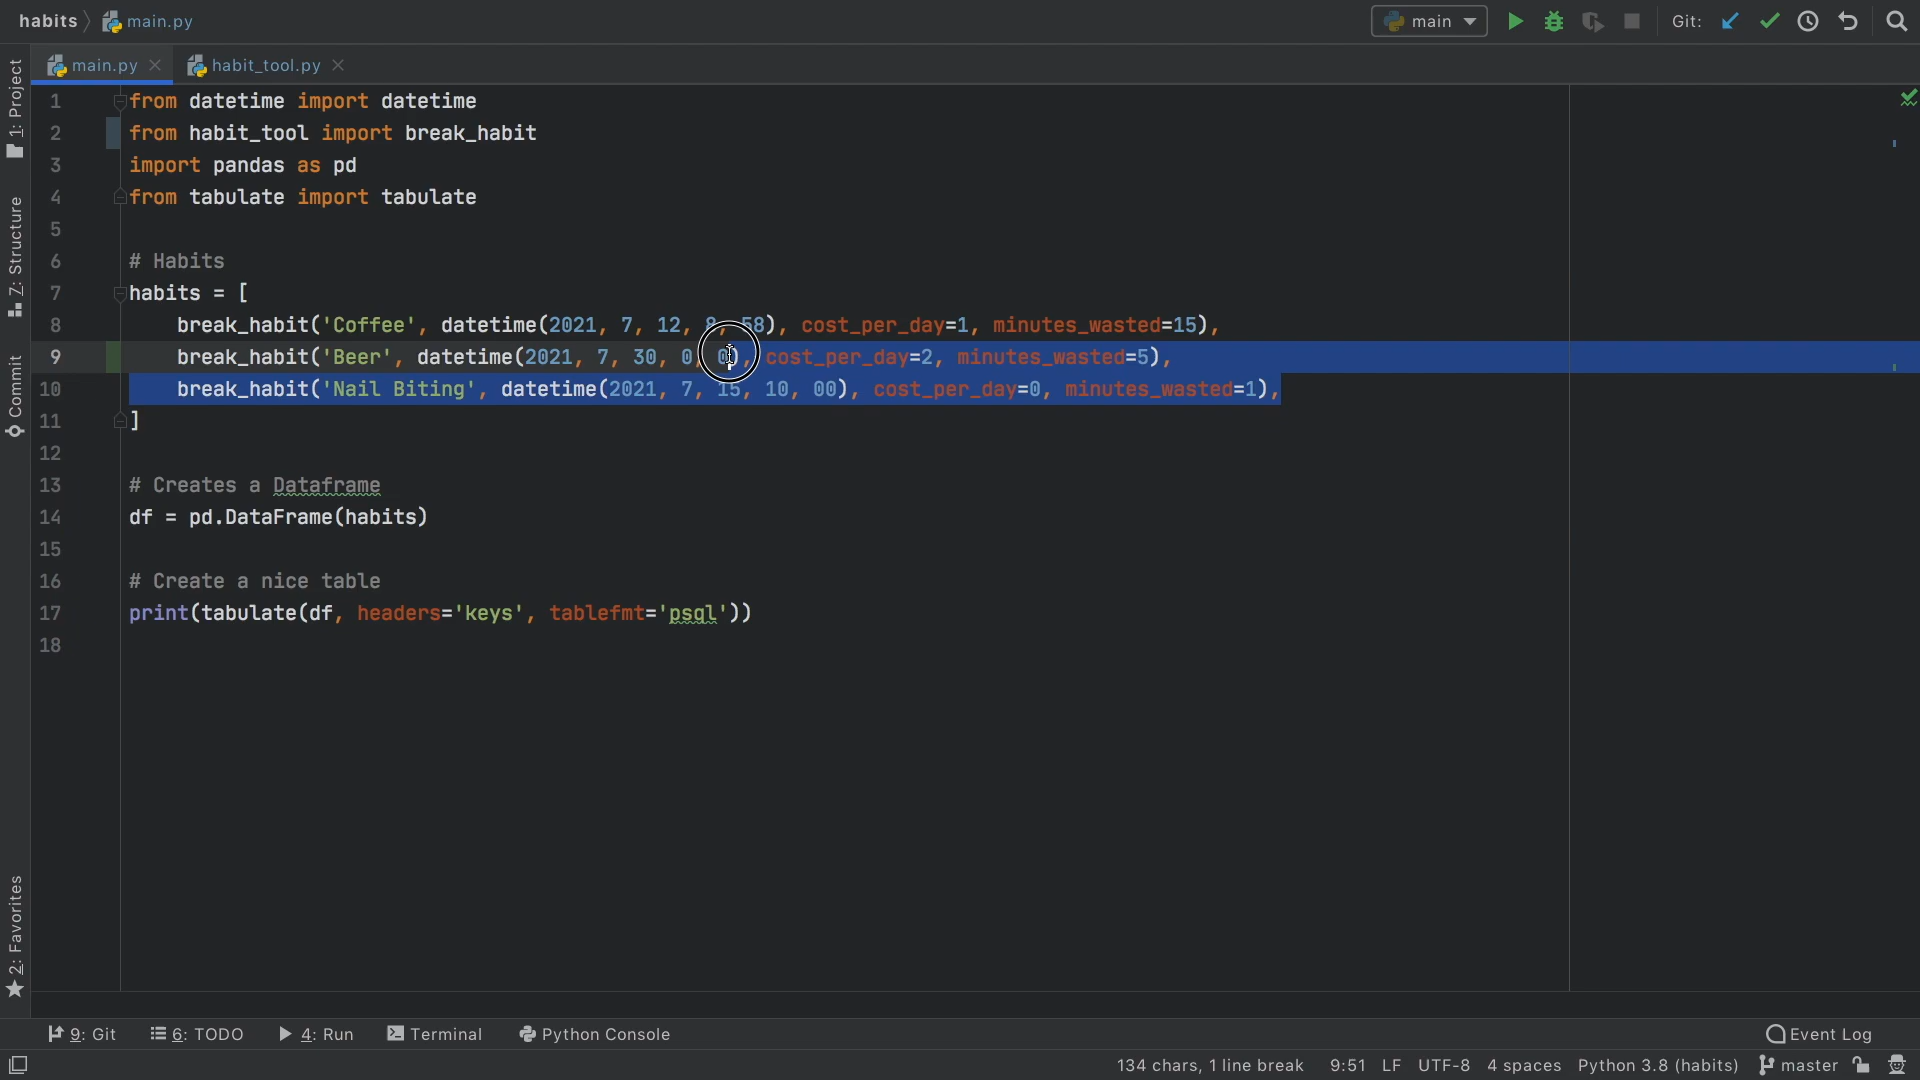 habits main.py main Git:
main.py habit_tool.py
1: Project
Z: Structure
Commit
2: Favorites
1 from datetime import datetime
2 from habit_tool import break_habit
3 import pandas as pd
4 from tabulate import tabulate
5
6 # Habits
7 habits = [
8 break_habit('Coffee', datetime(2021, 7, 12, 8, 58), cost_per_day=1, minutes_wasted=15),
9 break_habit('Beer', datetime(2021, 7, 30, 0, 0), cost_per_day=2, minutes_wasted=5),
10 break_habit('Nail Biting', datetime(2021, 7, 15, 10, 00), cost_per_day=0, minutes_wasted=1),
11 ]
12
13 # Creates a Dataframe
14 df = pd.DataFrame(habits)
15
16 # Create a nice table
17 print(tabulate(df, headers='keys', tablefmt='psql'))
18
9: Git 6: TODO 4: Run Terminal Python Console Event Log
134 chars, 1 line break 9:51 LF UTF-8 4 spaces Python 3.8 (habits) master